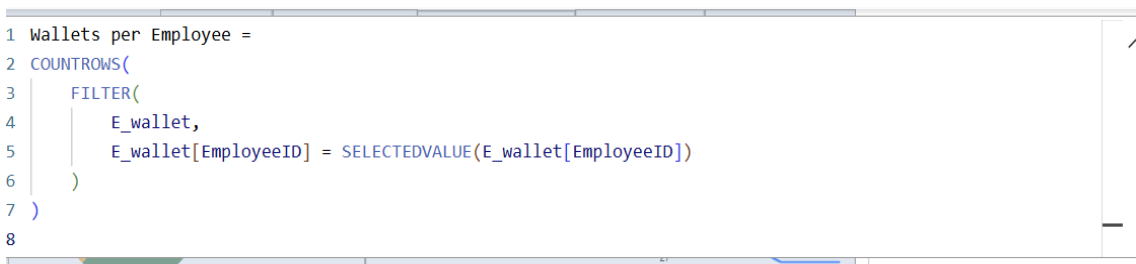 1 Wallets per Employee =
2 COUNTROWS(
3 FILTER(
4 E_wallet,
5 E_wallet[EmployeeID] = SELECTEDVALUE(E_wallet[EmployeeID])
6 )
7 )
8